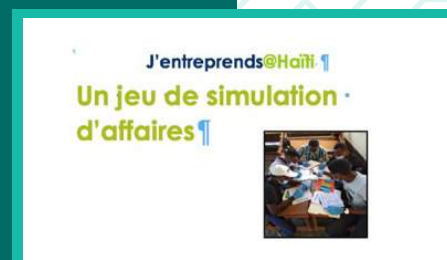 J'entreprends@Haïti ¶
Un jeu de simulation ·
d'affaires ¶